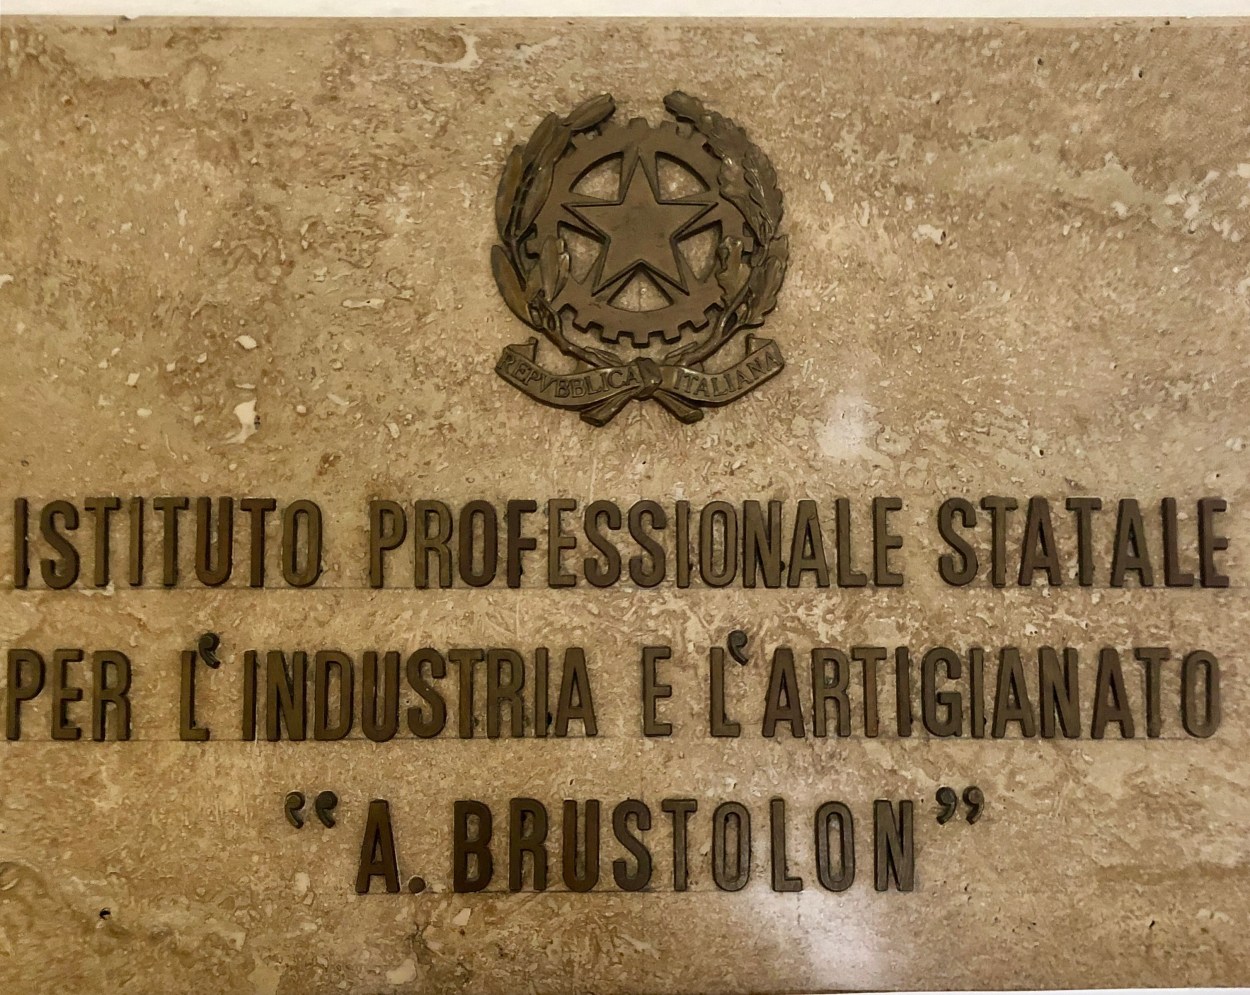 REPVBBLICA ITALIANA
ISTITUTO PROFESSIONALE STATALE
PER L'INDUSTRIA E L'ARTIGIANATO
“A. BRUSTOLON”